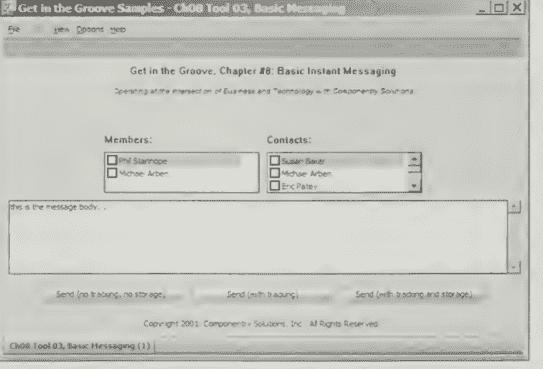 Get in the Groove Samples - Ch08 Tool 03, Basic Messaging
File View Options Help
Get in the Groove, Chapter #8: Basic Instant Messaging
Operating at the intersection of Business and Technology with Componentry Solutions.
Members: Contacts:
Phil Stanhope Susan Baker
Michael Arben Michael Arben
Eric Patey
this is the message body. .
Send (no tracking, no storage) Send (with tracking) Send (with tracking and storage)
Copyright 2001. Componentry Solutions, Inc. All Rights Reserved.
Ch08 Tool 03, Basic Messaging (1)